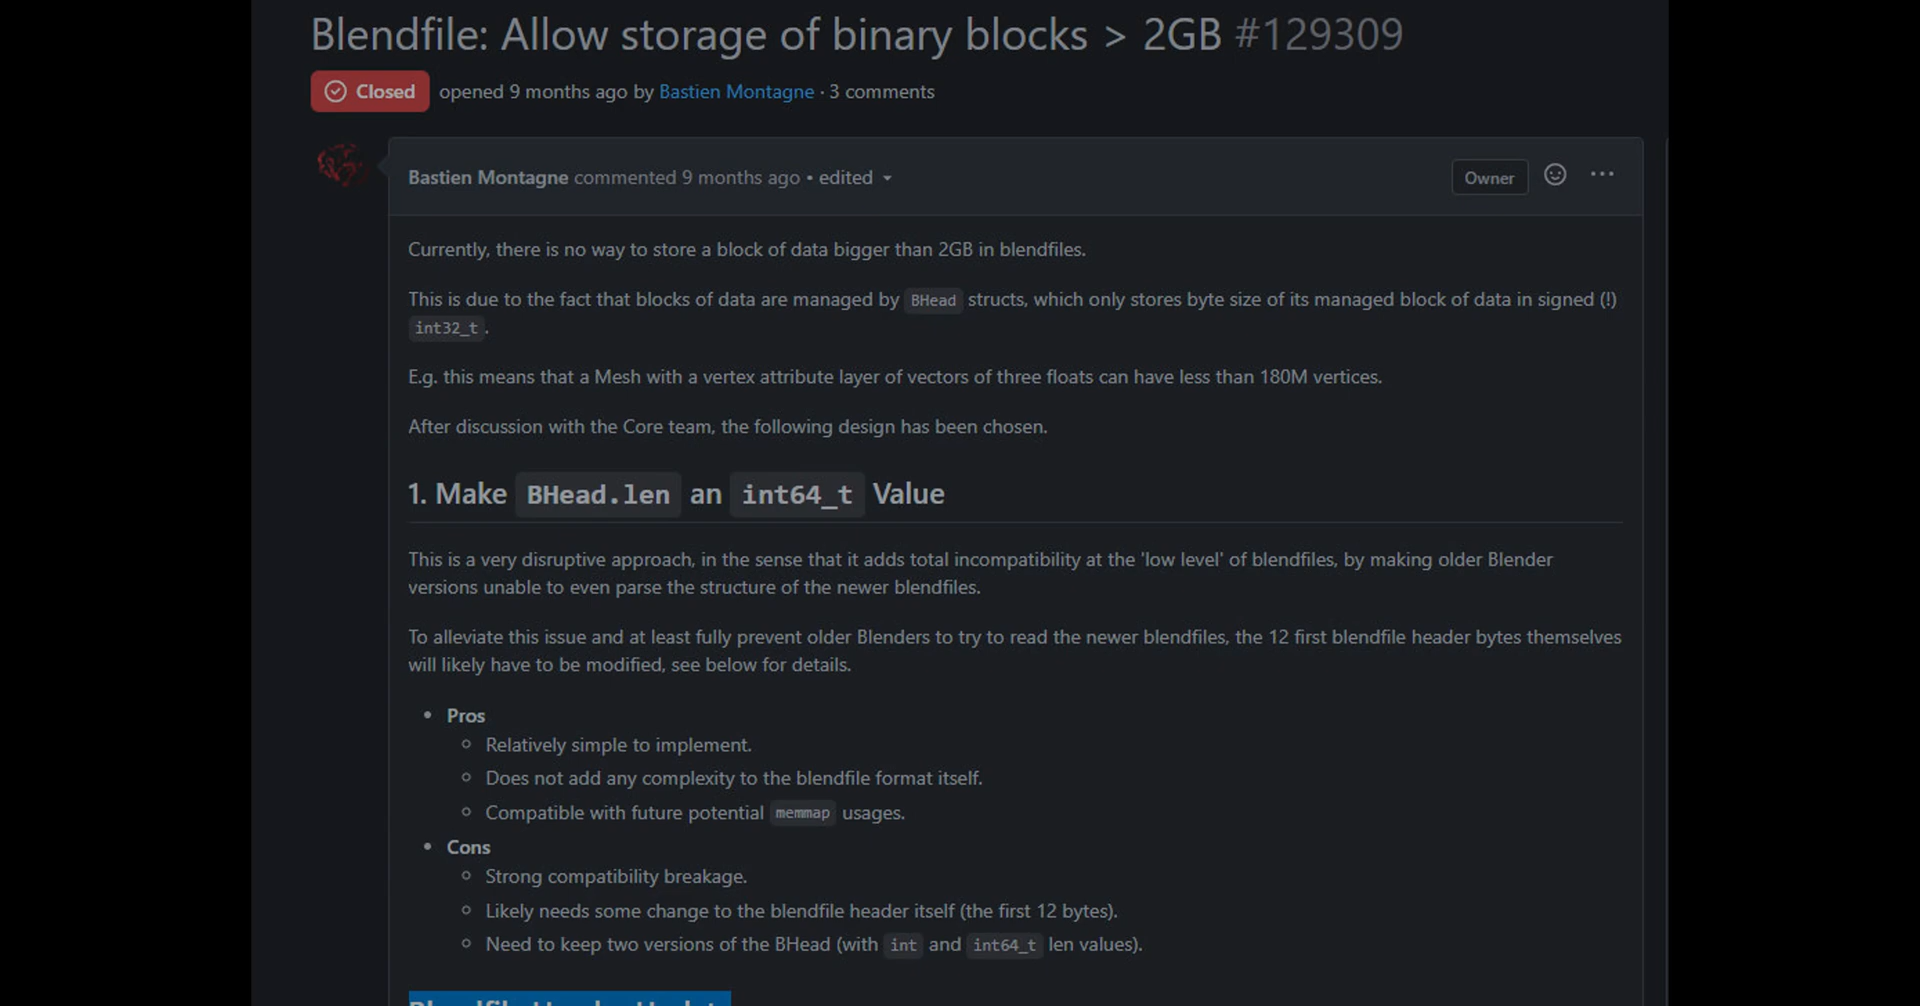 Blendfile: Allow storage of binary blocks > 2GB #129309
Closed opened 9 months ago by Bastien Montagne · 3 comments
Bastien Montagne commented 9 months ago • edited
Owner
Currently, there is no way to store a block of data bigger than 2GB in blendfiles.
This is due to the fact that blocks of data are managed by BHead structs, which only stores byte size of its managed block of data in signed (!)
int32_t.
E.g. this means that a Mesh with a vertex attribute layer of vectors of three floats can have less than 180M vertices.
After discussion with the Core team, the following design has been chosen.
1. Make BHead.len an int64_t Value
This is a very disruptive approach, in the sense that it adds total incompatibility at the 'low level' of blendfiles, by making older Blender
versions unable to even parse the structure of the newer blendfiles.
To alleviate this issue and at least fully prevent older Blenders to try to read the newer blendfiles, the 12 first blendfile header bytes themselves
will likely have to be modified, see below for details.
• Pros
Relatively simple to implement.
Does not add any complexity to the blendfile format itself.
Compatible with future potential memmap usages.
• Cons
Strong compatibility breakage.
Likely needs some change to the blendfile header itself (the first 12 bytes).
Need to keep two versions of the BHead (with int and int64_t len values).